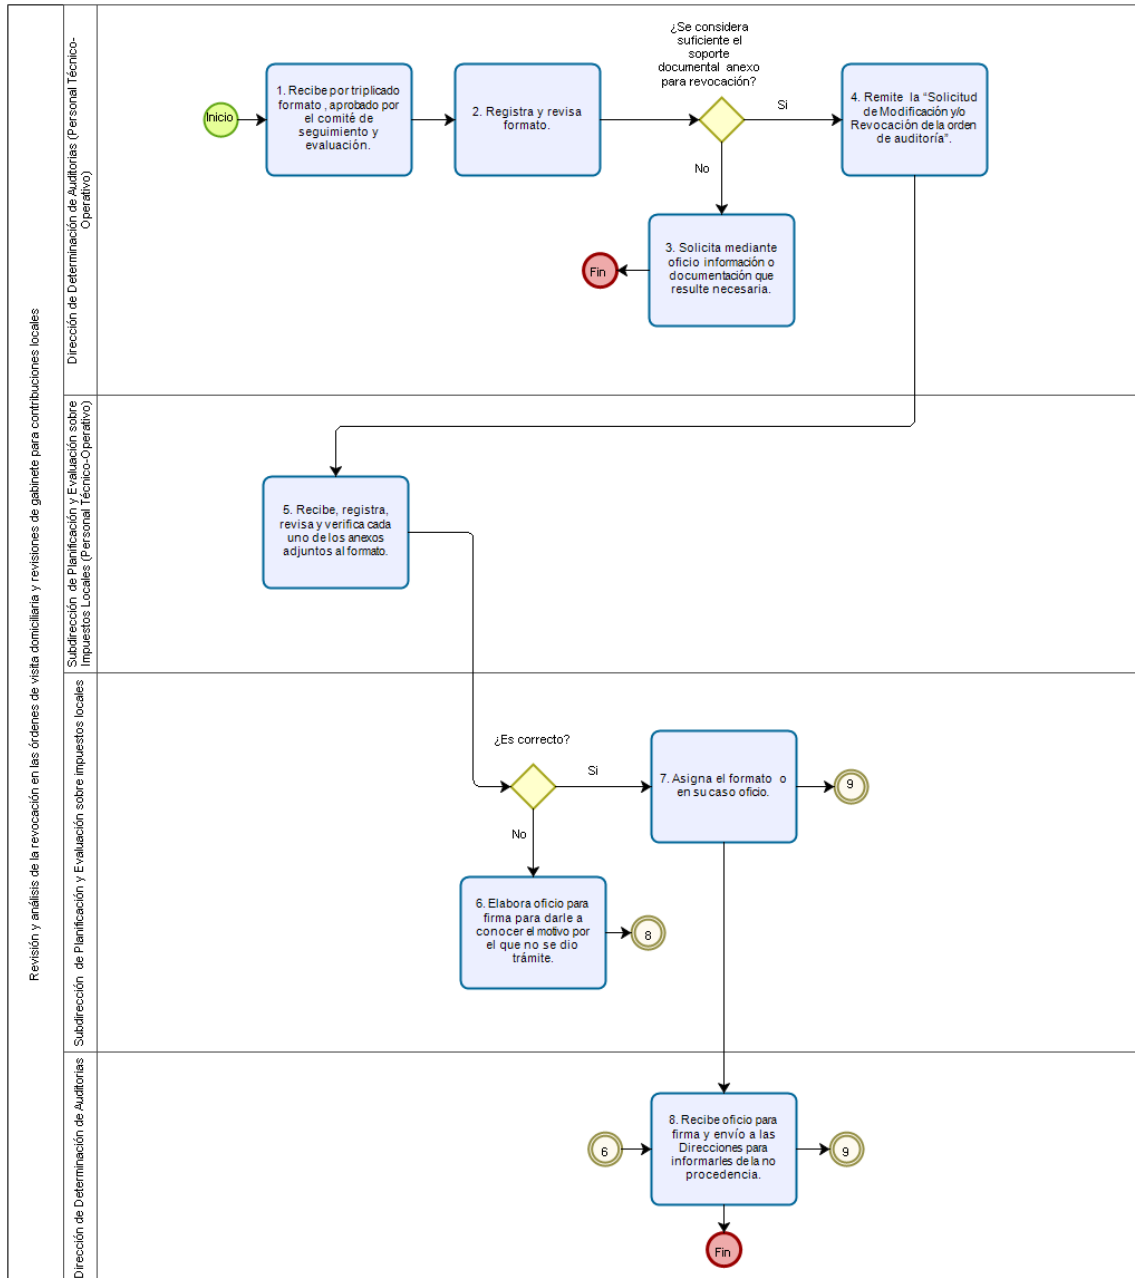 Revisión y análisis de la revocación en las órdenes de visita domiciliaria y revisiones de gabinete para contribuciones locales
Dirección de Determinación de Auditorias (Personal Técnico-
Operativo)
Inicio
1. Recibe por triplicado
formato , aprobado por
el comité de
seguimiento y
evaluación.
2. Registra y revisa
formato.
¿Se considera
suficiente el
soporte
documental anexo
para revocación?
Si
No
4. Remite la “Solicitud
de Modificación y/o
Revocación de la orden
de auditoría”.
3. Solicita mediante
oficio información o
documentación que
resulte necesaria.
Fin
Subdirección de Planificación y Evaluación sobre
Impuestos Locales (Personal Técnico-Operativo)
5. Recibe, registra,
revisa y verifica cada
uno de los anexos
adjuntos al formato.
Subdirección de Planificación y Evaluación sobre impuestos locales
¿Es correcto?
Si
No
7. Asigna el formato o
en su caso oficio.
9
6. Elabora oficio para
firma para darle a
conocer el motivo por
el que no se dio
trámite.
8
Dirección de Determinación de Auditorias
6
8. Recibe oficio para
firma y envío a las
Direcciones para
informarles de la no
procedencia.
9
Fin